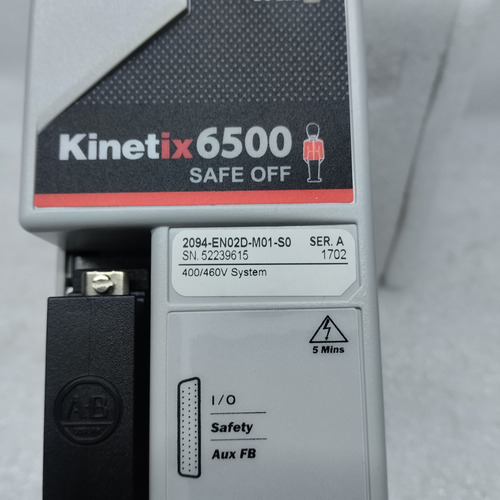 Kinetix 6500
SAFE OFF
2094-EN02D-M01-S0 SER. A
SN. 52239615 1702
400/460V System
5 Mins
I/O
Safety
Aux FB
A-B